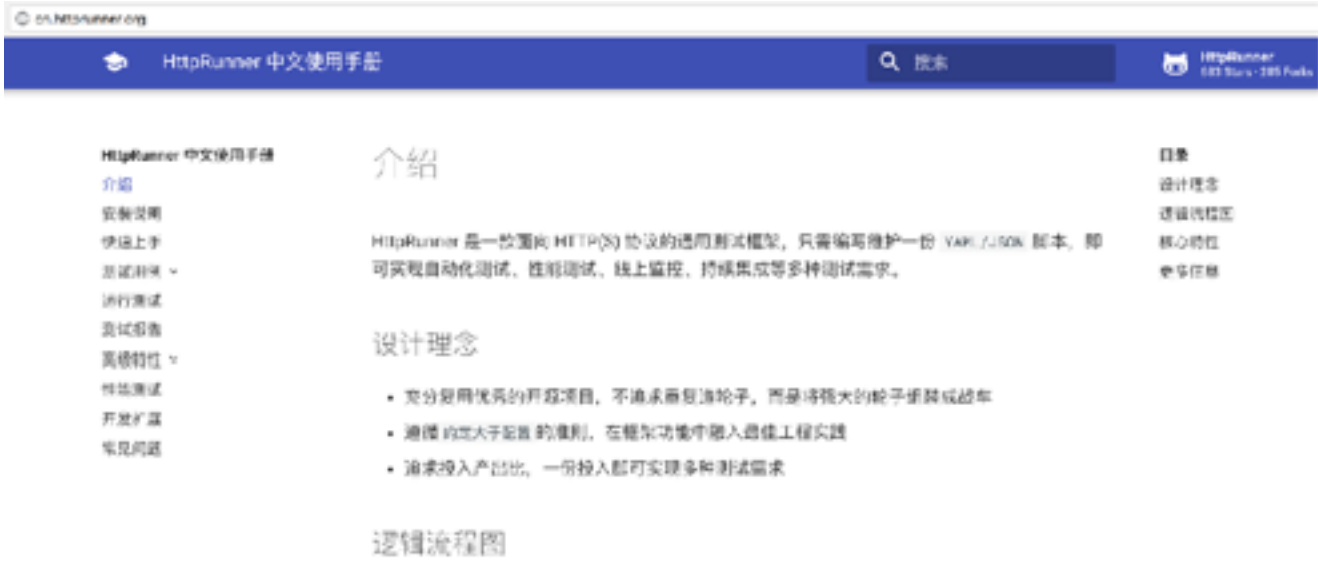 cn.httprunner.org
HttpRunner 中文使用手册
搜索
HttpRunner
Stars · 285 Forks
HttpRunner 中文使用手册
介绍
安装说明
快速上手
测试用例
运行测试
测试报告
高级特性
性能测试
开发扩展
常见问题
介绍
HttpRunner 是一款面向 HTTP(S) 协议的通用测试框架，只需编写维护一份 YAML/JSON 脚本，即
可实现自动化测试、性能测试、线上监控、持续集成等多种测试需求。
设计理念
• 充分复用优秀的开源项目，不追求重复造轮子，而是将强大的轮子组装成战车
• 遵循 约定大于配置 的准则，在框架功能中融入最佳工程实践
• 追求投入产出比，一份投入即可实现多种测试需求
逻辑流程图
目录
设计理念
逻辑流程图
核心特性
更多信息